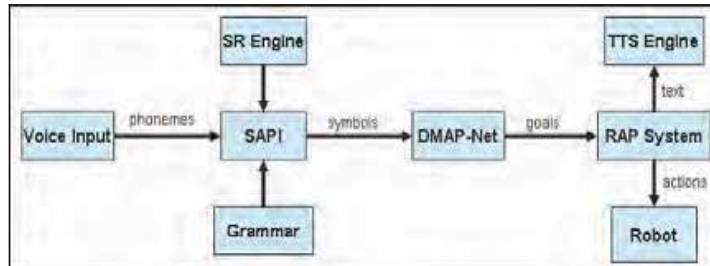 SR Engine
TTS Engine
text
Voice Input
phonemes
SAPI
symbols
DMAP-Net
goals
RAP System
actions
Grammar
Robot